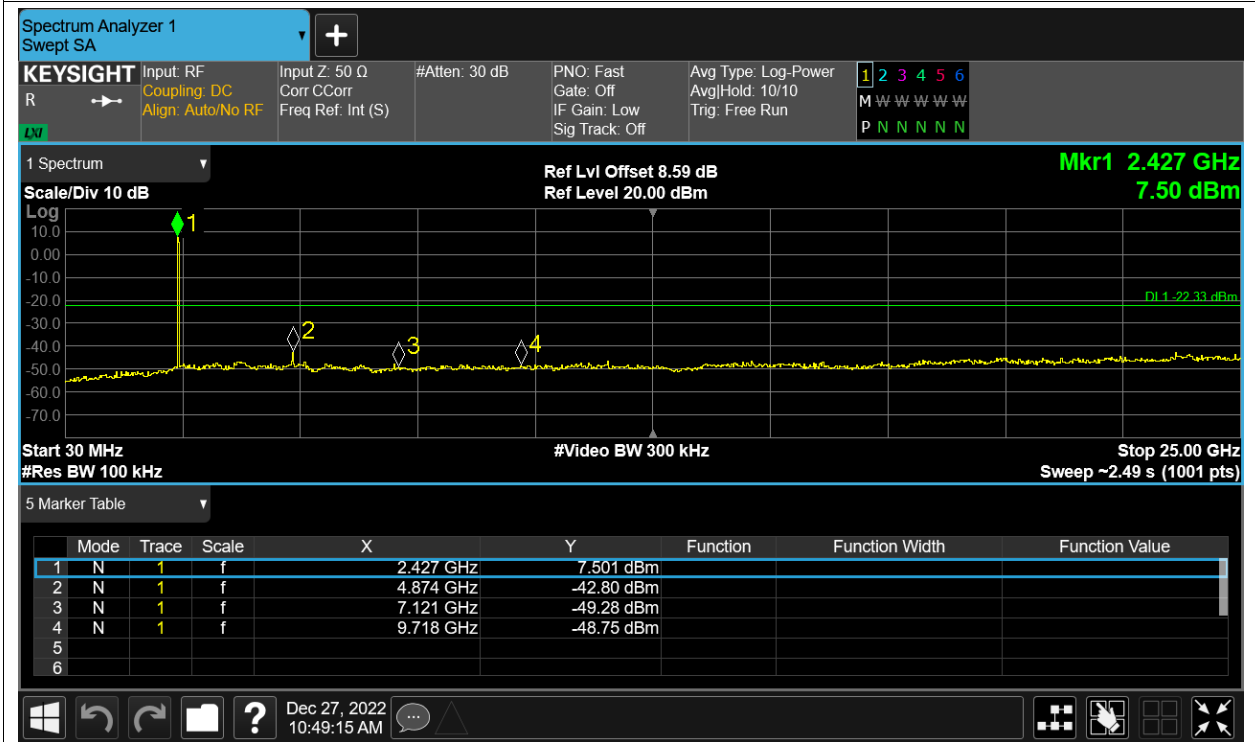 Spectrum Analyzer 1
Swept SA
+
KEYSIGHT
R
LXI
Input: RF
Coupling: DC
Align: Auto/No RF
Input Z: 50 Ω
Corr CCorr
Freq Ref: Int (S)
#Atten: 30 dB
PNO: Fast
Gate: Off
IF Gain: Low
Sig Track: Off
Avg Type: Log-Power
Avg|Hold: 10/10
Trig: Free Run
1 2 3 4 5 6
M W W W W W
P N N N N N
1 Spectrum
Scale/Div 10 dB
Ref Lvl Offset 8.59 dB
Ref Level 20.00 dBm
Mkr1 2.427 GHz
7.50 dBm
Log
10.0
0.00
-10.0
-20.0
-30.0
-40.0
-50.0
-60.0
-70.0
1
2
3
4
DL1 -22.33 dBm
Start 30 MHz
#Res BW 100 kHz
#Video BW 300 kHz
Stop 25.00 GHz
Sweep ~2.49 s (1001 pts)
5 Marker Table
Mode Trace Scale X Y Function Function Width Function Value
1 N 1 f 2.427 GHz 7.501 dBm
2 N 1 f 4.874 GHz -42.80 dBm
3 N 1 f 7.121 GHz -49.28 dBm
4 N 1 f 9.718 GHz -48.75 dBm
5
6
?
Dec 27, 2022
10:49:15 AM